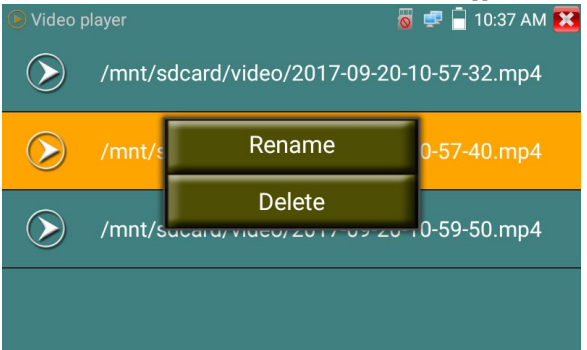 Video player
10:37 AM
/mnt/sdcard/video/2017-09-20-10-57-32.mp4
/mnt/s
0-57-40.mp4
Rename
Delete
/mnt/sdcard/video/2017-09-20-10-59-50.mp4